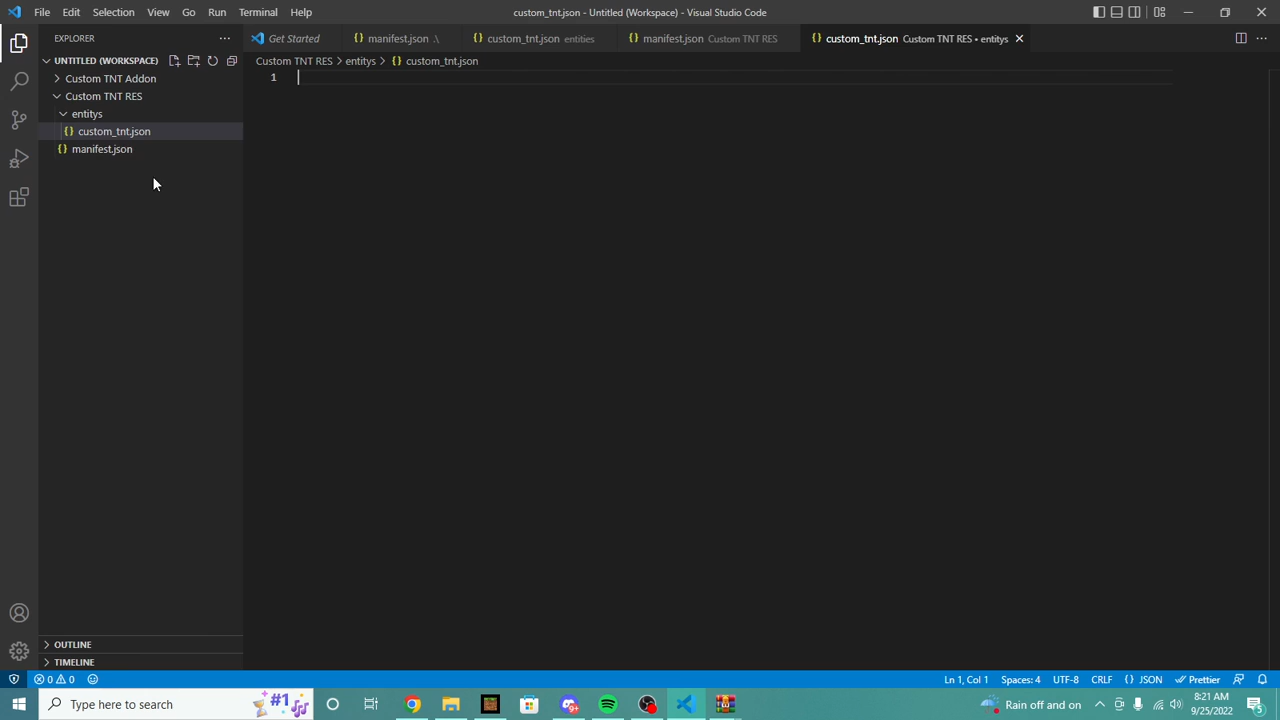 File Edit Selection View Go Run Terminal Help
custom_tnt.json - Untitled (Workspace) - Visual Studio Code
EXPLORER
Get Started
manifest.json .\
custom_tnt.json entities
manifest.json Custom TNT RES
custom_tnt.json Custom TNT RES • entitys
UNTITLED (WORKSPACE)
Custom TNT RES > entitys > {} custom_tnt.json
Custom TNT Addon
1
Custom TNT RES
entitys
{} custom_tnt.json
{} manifest.json
OUTLINE
TIMELINE
0 0
Ln 1, Col 1 Spaces: 4 UTF-8 CRLF {} JSON Prettier
Type here to search
#1
Rain off and on
8:21 AM
9/25/2022
5